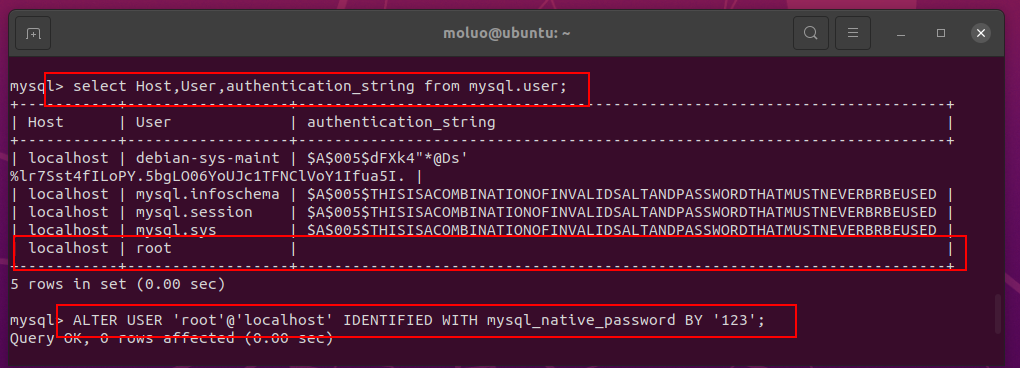 moluo@ubuntu: ~
mysql> select Host,User,authentication_string from mysql.user;
+-----------+------------------+------------------------------------------------------------------------+
| Host      | User             | authentication_string                                                  |
+-----------+------------------+------------------------------------------------------------------------+
| localhost | debian-sys-maint | $A$005$dFXk4"*@Ds'
%lr7Sst4fILoPY.5bgLO06YoUJc1TFNClVoY1Ifua5I. |
| localhost | mysql.infoschema | $A$005$THISISACOMBINATIONOFINVALIDSALTANDPASSWORDTHATMUSTNEVERBRBEUSED |
| localhost | mysql.session    | $A$005$THISISACOMBINATIONOFINVALIDSALTANDPASSWORDTHATMUSTNEVERBRBEUSED |
| localhost | mysql.sys        | $A$005$THISISACOMBINATIONOFINVALIDSALTANDPASSWORDTHATMUSTNEVERBRBEUSED |
| localhost | root             |                                                                        |
+-----------+------------------+------------------------------------------------------------------------+
5 rows in set (0.00 sec)
mysql> ALTER USER 'root'@'localhost' IDENTIFIED WITH mysql_native_password BY '123';
Query OK, 0 rows affected (0.00 sec)